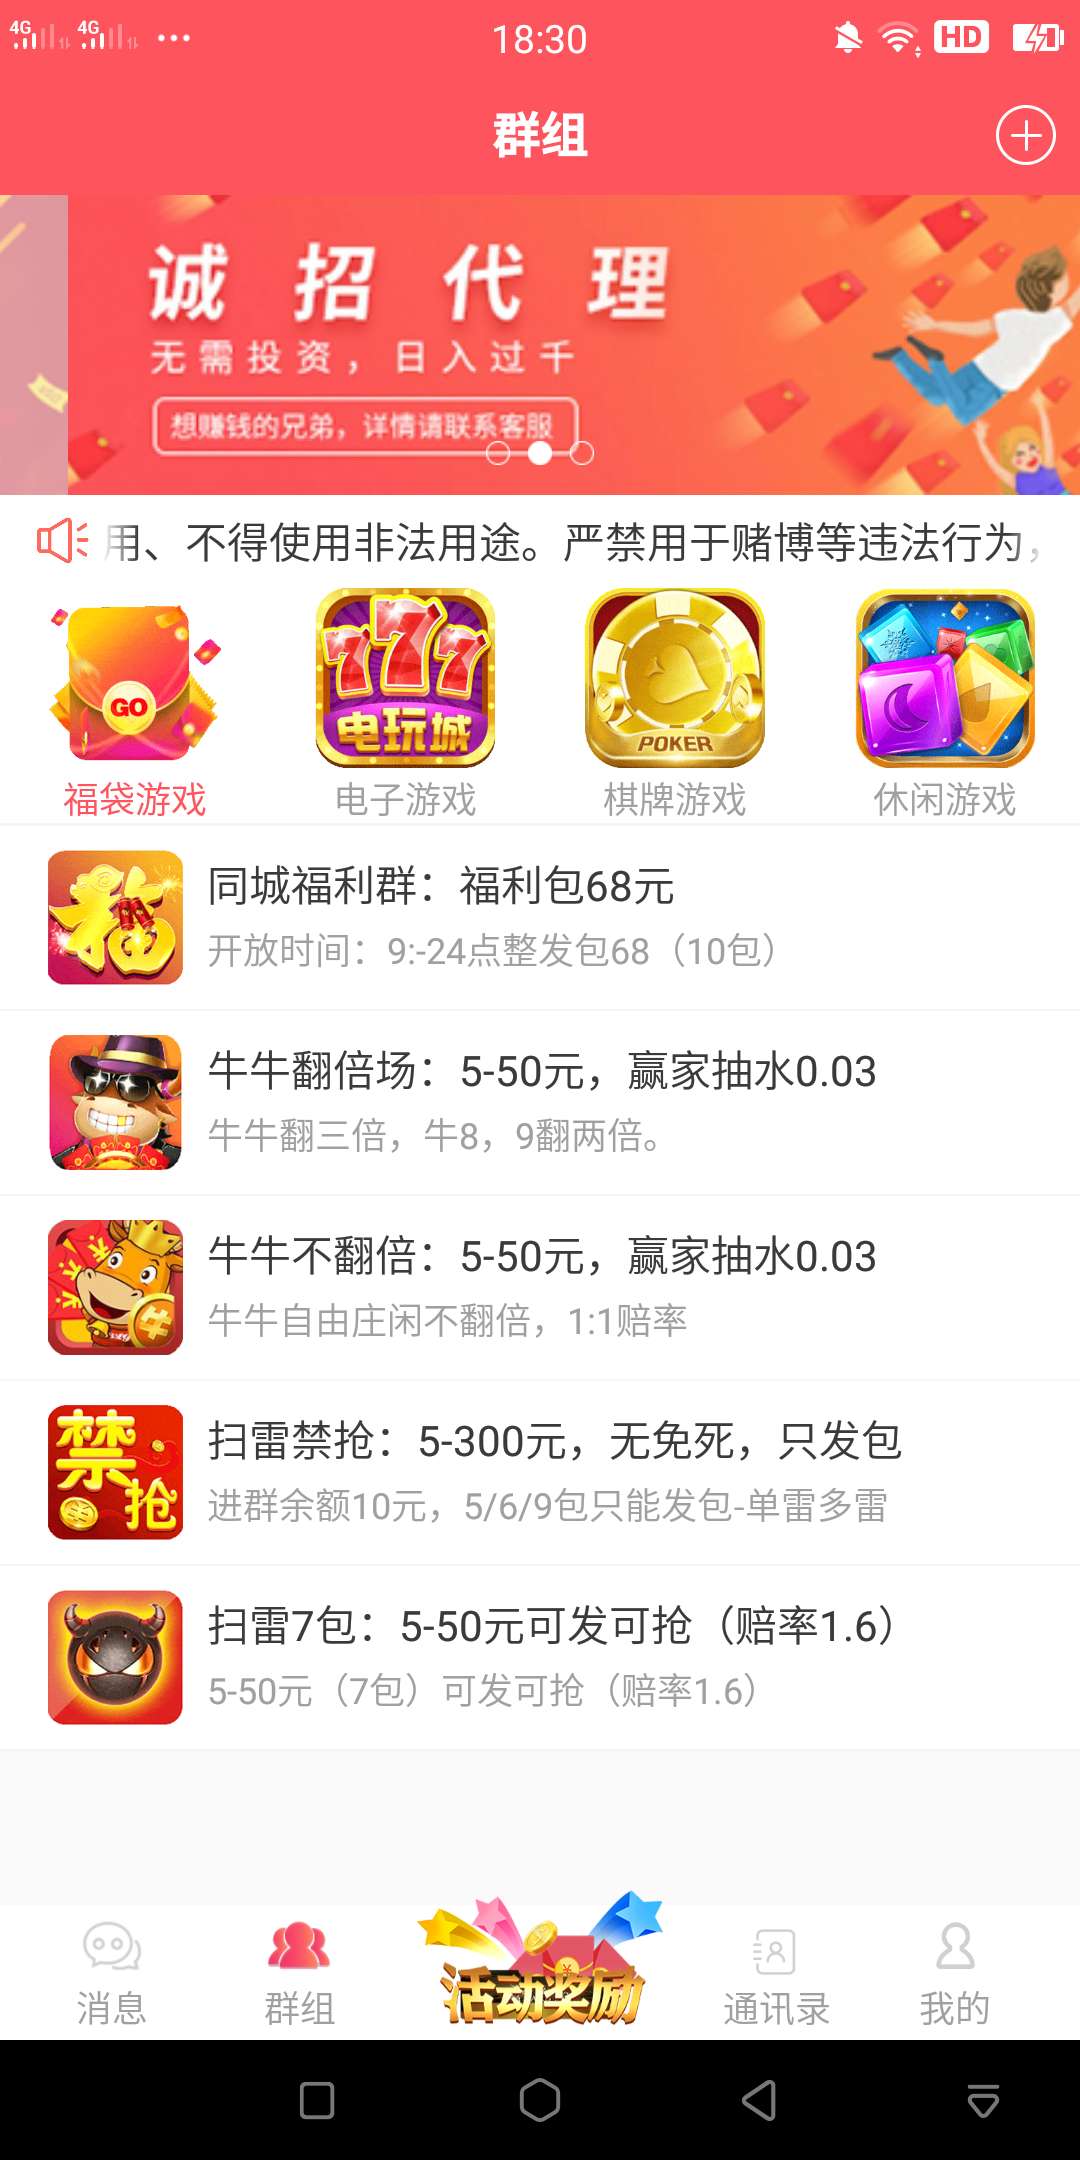 4G 4G 18:30 HD
群组
诚招代理
无需投资，日入过千
想赚钱的兄弟，详情请联系客服
用、不得使用非法用途。严禁用于赌博等违法行为，
GO 777 电玩城 POKER
福袋游戏 电子游戏 棋牌游戏 休闲游戏
同城福利群：福利包68元
开放时间：9:-24点整发包68（10包）
牛牛翻倍场：5-50元，赢家抽水0.03
牛牛翻三倍，牛8，9翻两倍。
牛牛不翻倍：5-50元，赢家抽水0.03
牛
牛牛自由庄闲不翻倍，1:1赔率
禁抢
扫雷禁抢：5-300元，无免死，只发包
进群余额10元，5/6/9包只能发包-单雷多雷
扫雷7包：5-50元可发可抢（赔率1.6）
5-50元（7包）可发可抢（赔率1.6）
活动奖励
消息 群组 通讯录 我的